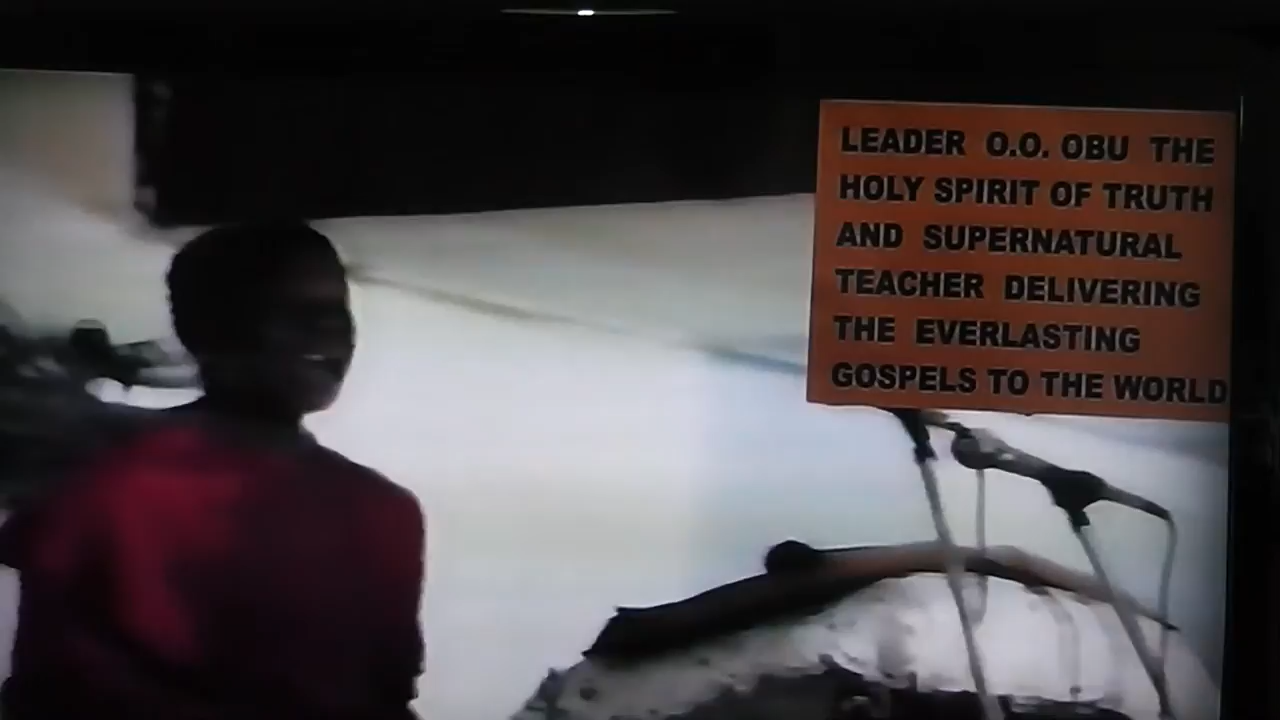 LEADER O.O. OBU THE
HOLY SPIRIT OF TRUTH
AND SUPERNATURAL
TEACHER DELIVERING
THE EVERLASTING
GOSPELS TO THE WORLD